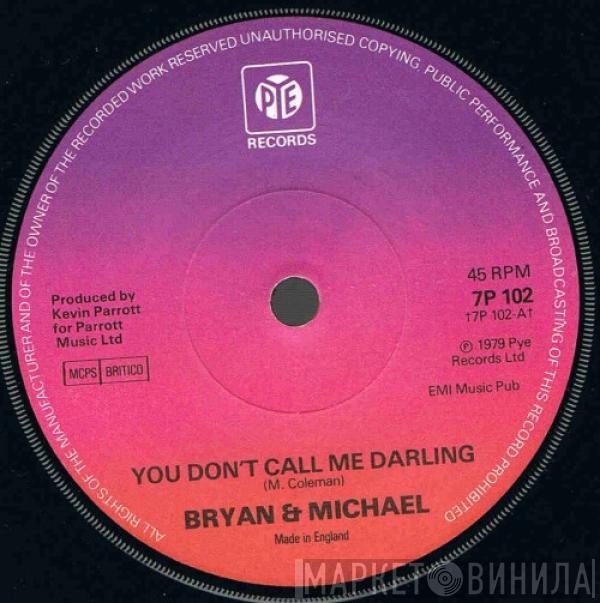 ALL RIGHTS OF THE MANUFACTURER AND OF THE OWNER OF THE RECORDED WORK RESERVED UNAUTHORISED COPYING, PUBLIC PERFORMANCE AND BROADCASTING OF THIS RECORD PROHIBITED
PYE
RECORDS
45 RPM
7P 102
†7P 102-A†
Produced by
Kevin Parrott
for Parrott
Music Ltd
MCPS BRITICO
℗ 1979 Pye
Records Ltd
EMI Music Pub
YOU DON'T CALL ME DARLING
(M. Coleman)
BRYAN & MICHAEL
Made in England
МАРКЕТ ВИНИЛА